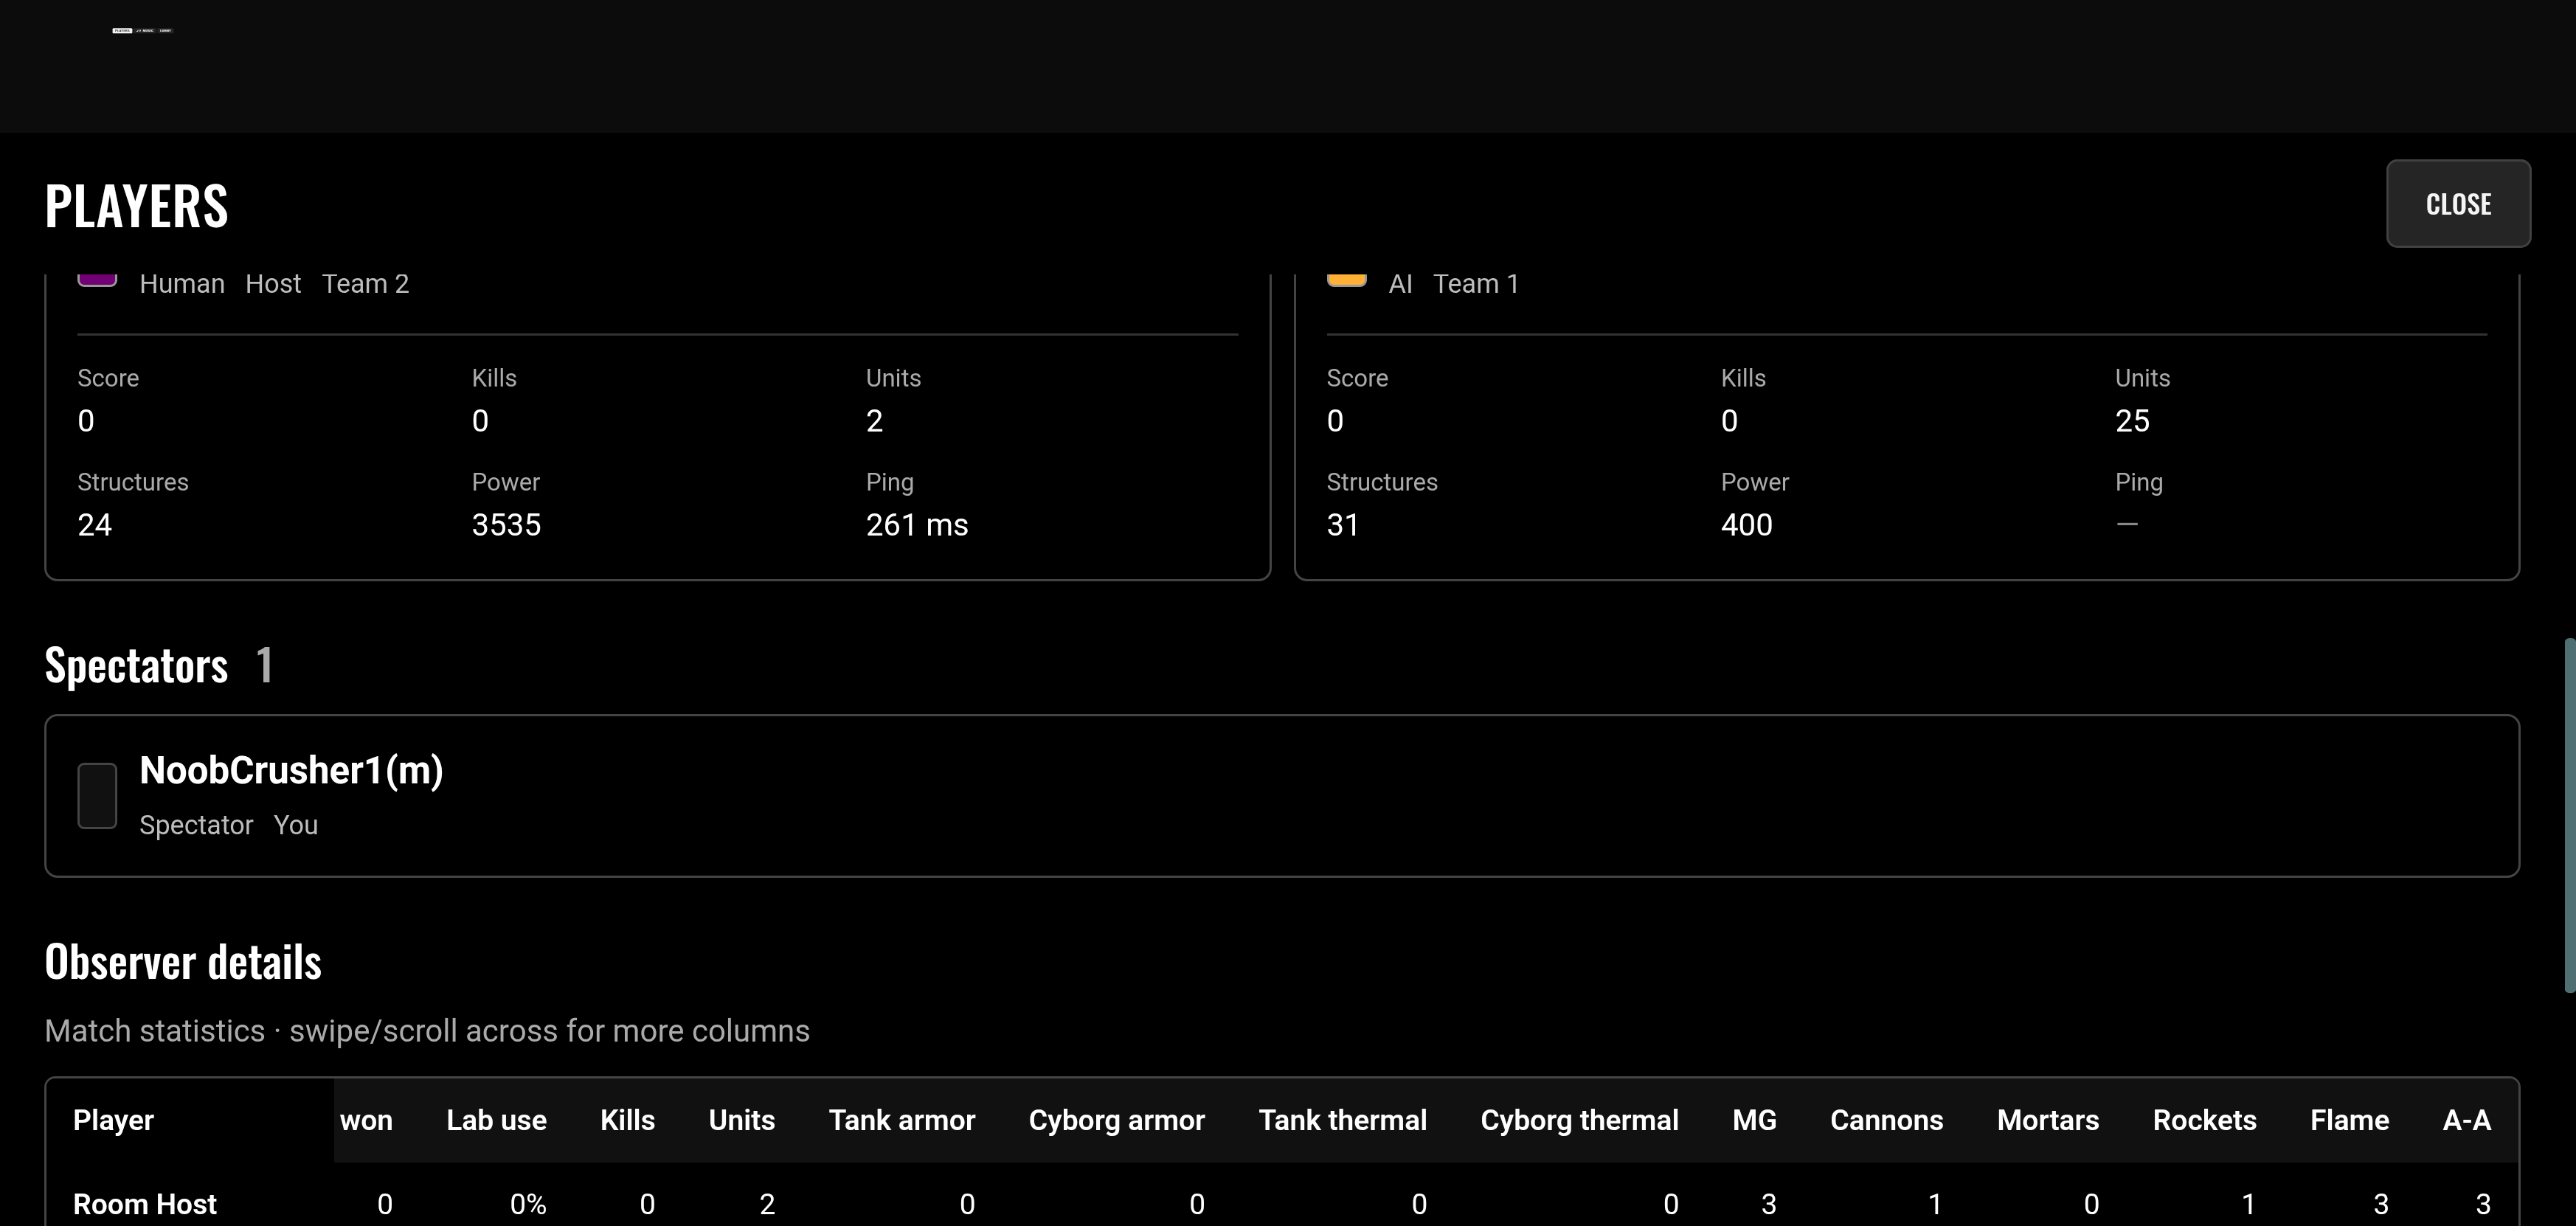 PLAYERS
CLOSE
Human Host Team 2
AI Team 1
Score Kills Units
0 0 2
Structures Power Ping
24 3535 261 ms
Score Kills Units
0 0 25
Structures Power Ping
31 400 —
Spectators 1
NoobCrusher1(m)
Spectator You
Observer details
Match statistics · swipe/scroll across for more columns
Player won Lab use Kills Units Tank armor Cyborg armor Tank thermal Cyborg thermal MG Cannons Mortars Rockets Flame A-A
Room Host 0 0% 0 2 0 0 0 0 3 1 0 1 3 3